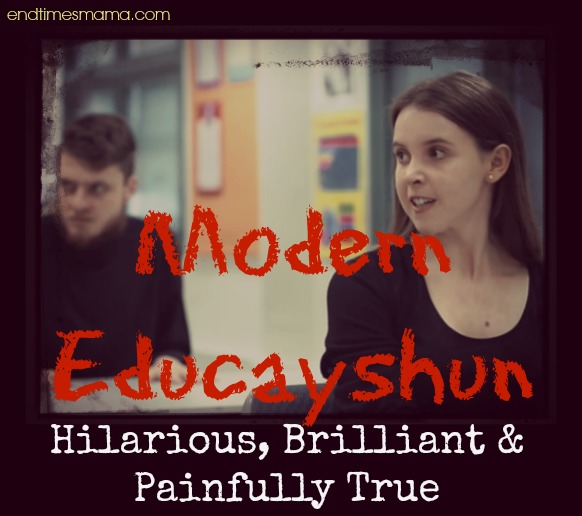 endtimesmama.com
Modern
Educayshun
Hilarious, Brilliant &
Painfully True